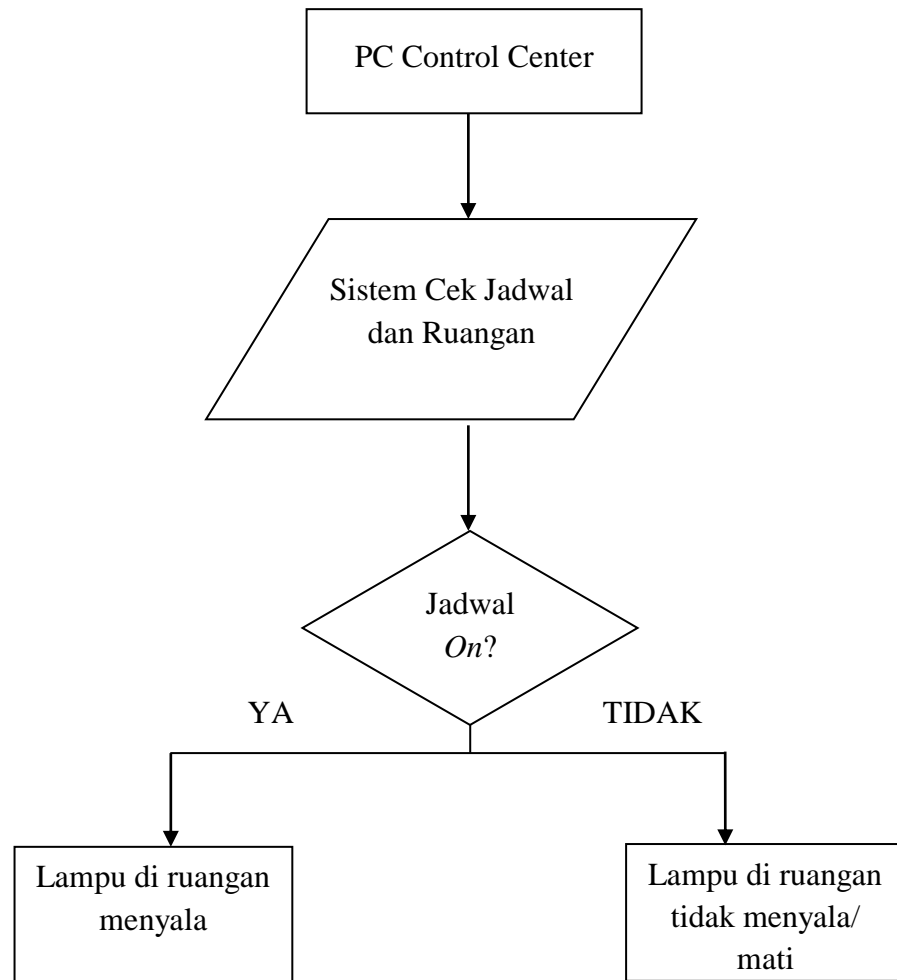 PC Control Center
Sistem Cek Jadwal
dan Ruangan
Jadwal
On?
YA
TIDAK
Lampu di ruangan
menyala
Lampu di ruangan
tidak menyala/
mati